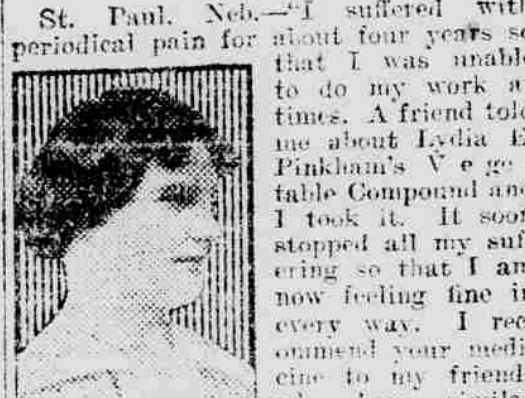 St. Paul. Neb.—"I suffered with
periodical pain for about four years so
that I was unable
to do my work a
times. A friend told
me about Lydia E
Pinkham's Vege
table Compound and
I took it. It soon
stopped all my suf
ering so that I am
now feeling fine in
every way. I rec
ommend your medi
cine to my friends